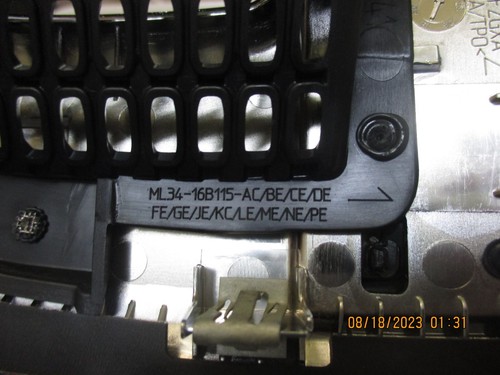 ML34-16B115-AC/BE/CE/DE
FE/GE/JE/KC/LE/ME/NE/PE
08/18/2023 01:31